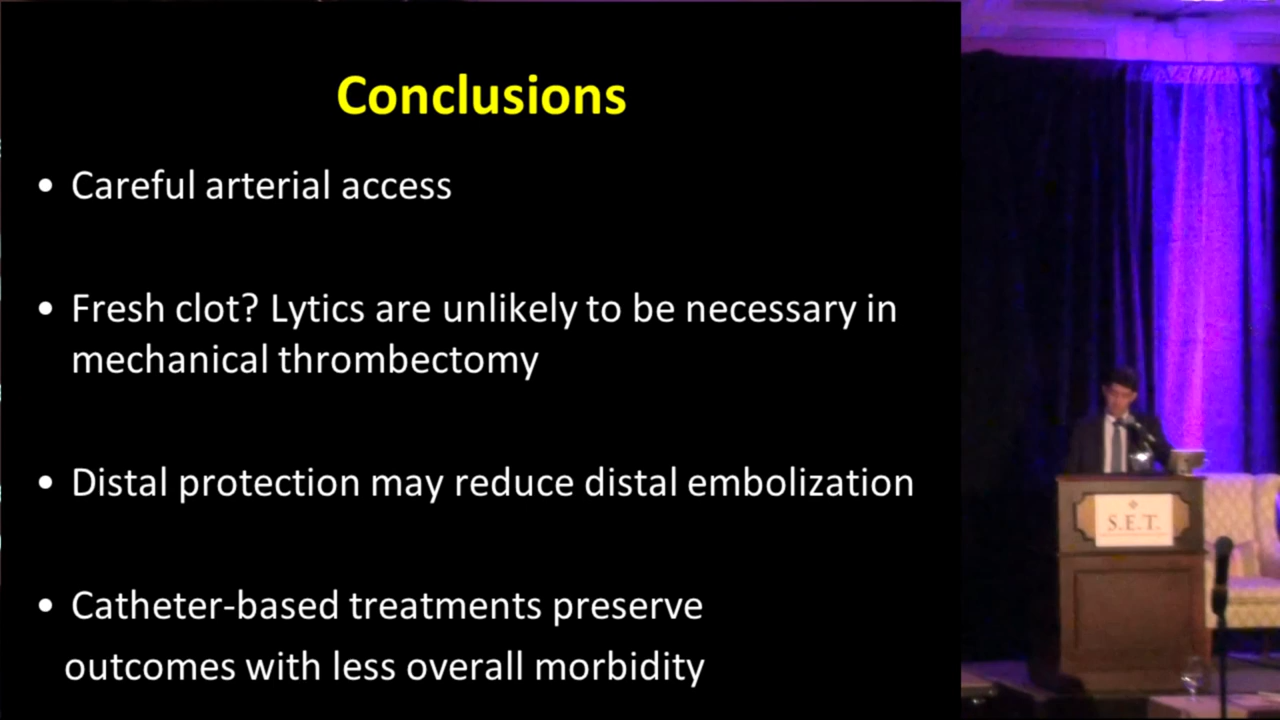 Conclusions
• Careful arterial access
• Fresh clot? Lytics are unlikely to be necessary in
mechanical thrombectomy
• Distal protection may reduce distal embolization
• Catheter-based treatments preserve
outcomes with less overall morbidity
S.E.T.